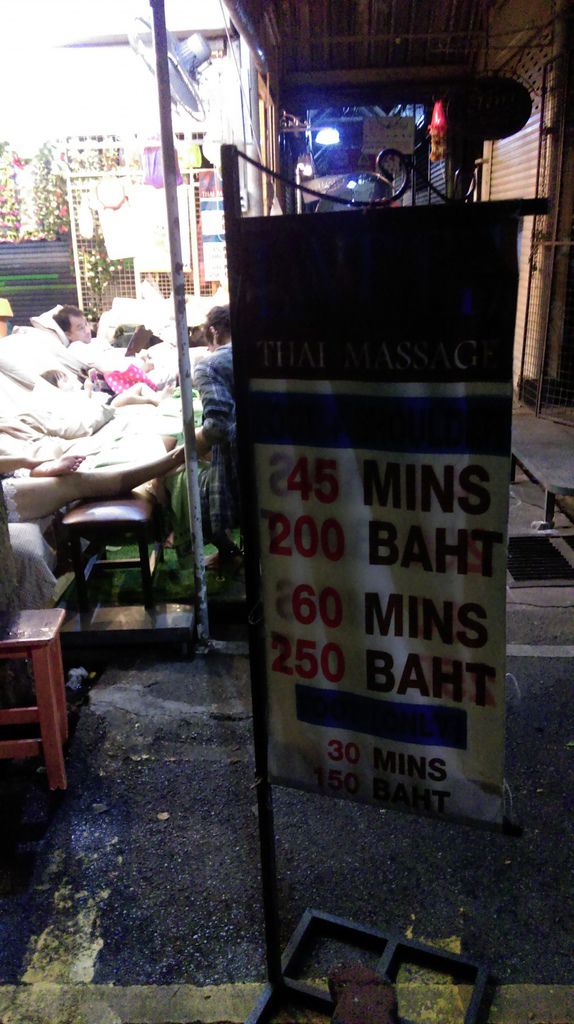 THAI MASSAGE
45 MINS
200 BAHT
60 MINS
250 BAHT
30 MINS
150 BAHT